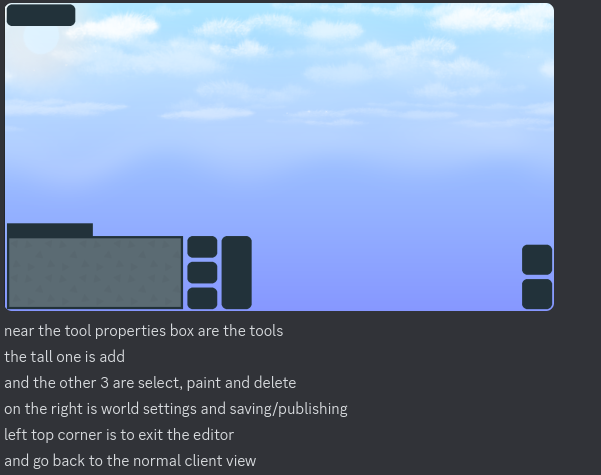 near the tool properties box are the tools
the tall one is add
and the other 3 are select, paint and delete
on the right is world settings and saving/publishing
left top corner is to exit the editor
and go back to the normal client view